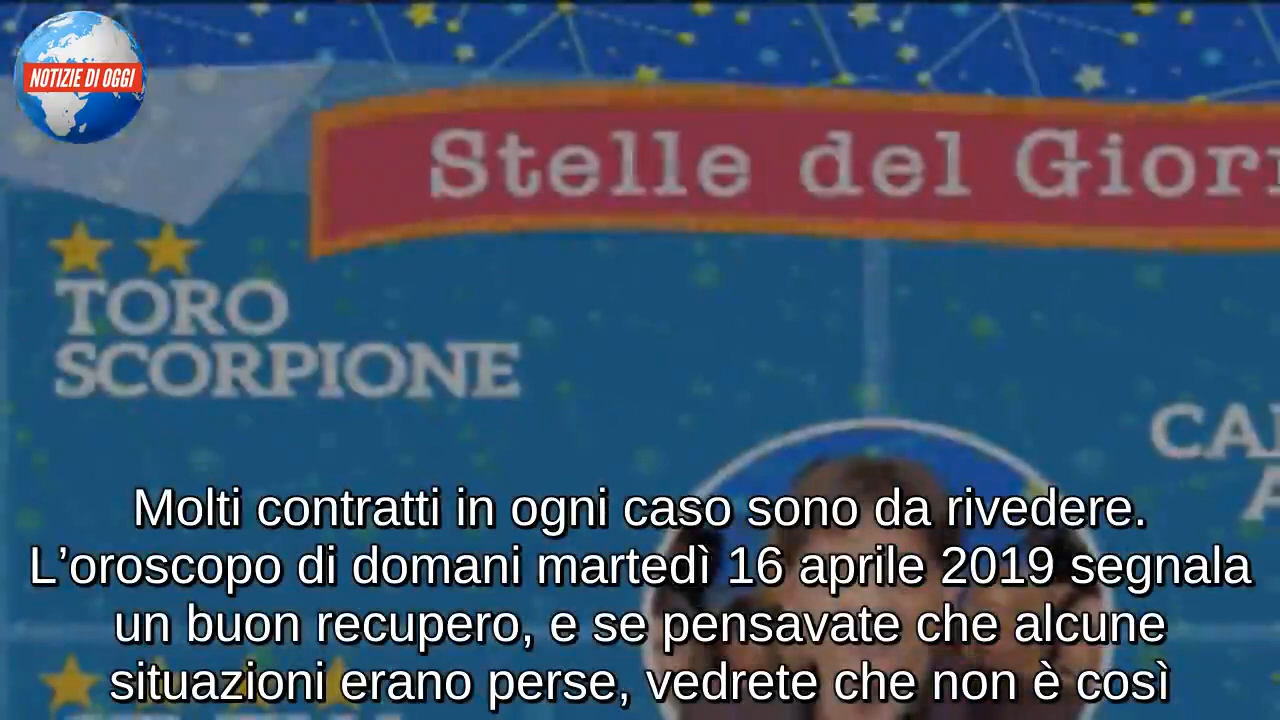 NOTIZIE DI OGGI
Stelle del
TORO
SCORPIONE
Molti contratti in ogni caso sono da rivedere.
L’oroscopo di domani martedì 16 aprile 2019 segnala
un buon recupero, e se pensavate che alcune
situazioni erano perse, vedrete che non è così